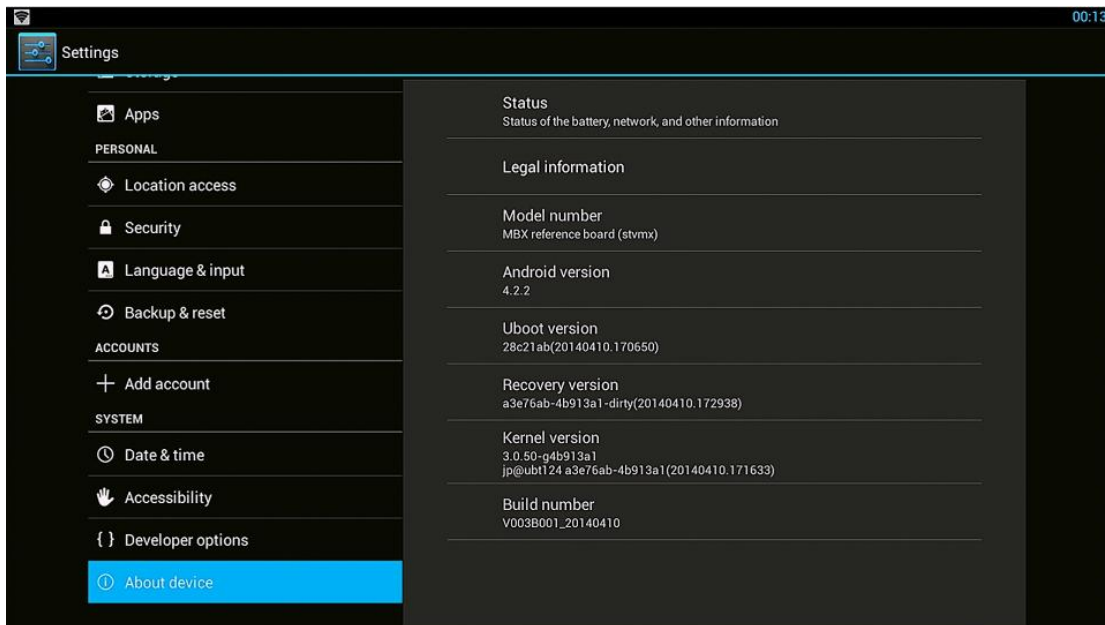 00:13
Settings
Storage
Apps
PERSONAL
Location access
Security
Language & input
Backup & reset
ACCOUNTS
Add account
SYSTEM
Date & time
Accessibility
{ } Developer options
About device
Status
Status of the battery, network, and other information
Legal information
Model number
MBX reference board (stvmx)
Android version
4.2.2
Uboot version
28c21ab(20140410.170650)
Recovery version
a3e76ab-4b913a1-dirty(20140410.172938)
Kernel version
3.0.50-g4b913a1
jp@ubt124 a3e76ab-4b913a1(20140410.171633)
Build number
V003B001_20140410